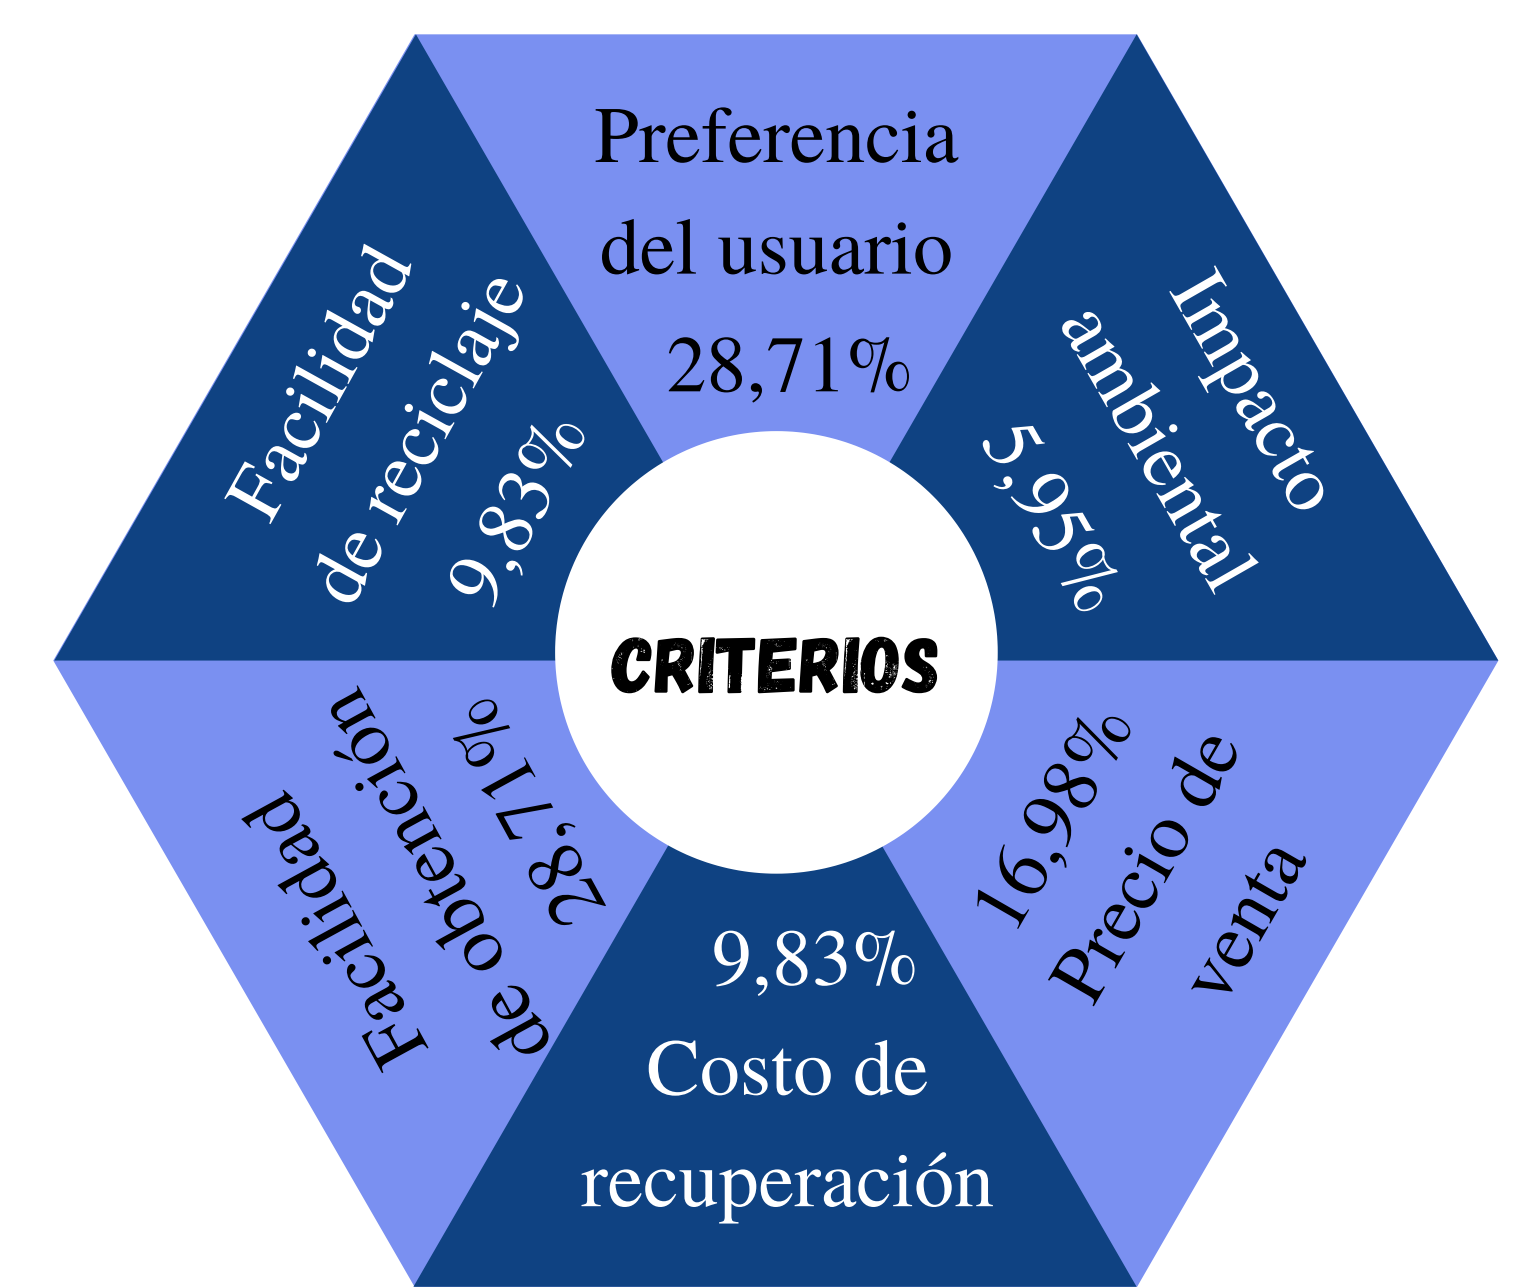 Preferencia
del usuario
28,71%
Impacto
ambiental
5,95%
16,98%
Precio de
venta
9,83%
Costo de
recuperación
Facilidad
de obtención
28,71%
Facilidad
de reciclaje
9,83%
CRITERIOS